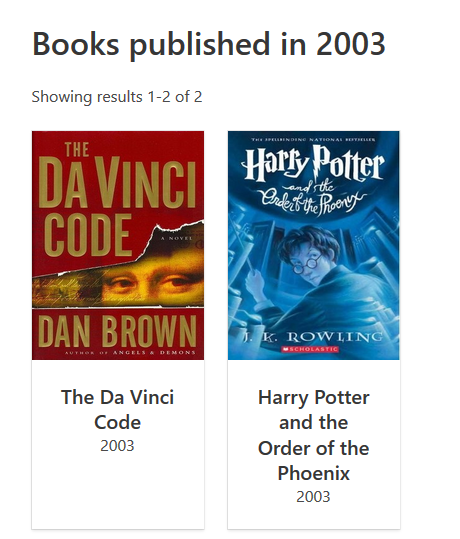 Books published in 2003
Showing results 1-2 of 2
THE
DA VINCI
CODE
A NOVEL
DAN BROWN
AUTHOR OF ANGELS & DEMONS
The Da Vinci
Code
2003
THE SPELLBINDING NATIONAL BESTSELLER
Harry Potter
and the
Order of the Phoenix
J. K. ROWLING
SCHOLASTIC
Harry Potter
and the
Order of the
Phoenix
2003